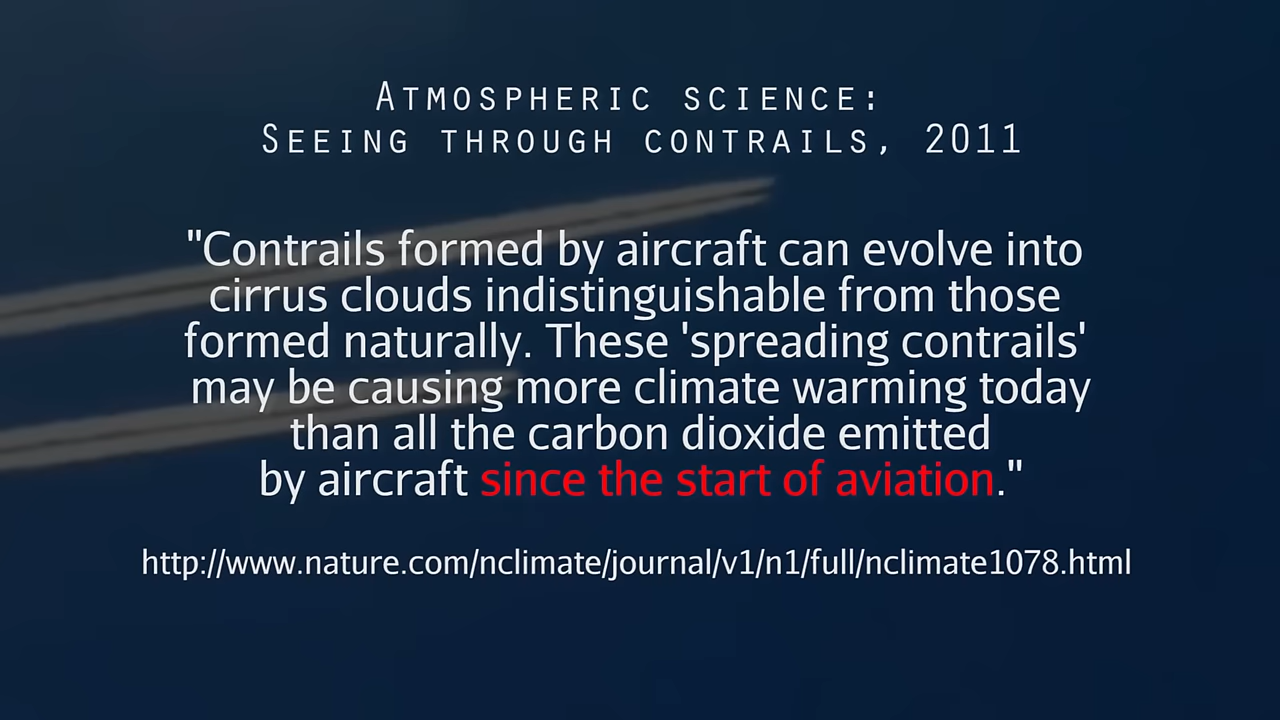 Atmospheric science:
Seeing through contrails, 2011
"Contrails formed by aircraft can evolve into
cirrus clouds indistinguishable from those
formed naturally. These 'spreading contrails'
may be causing more climate warming today
than all the carbon dioxide emitted
by aircraft since the start of aviation."
http://www.nature.com/nclimate/journal/v1/n1/full/nclimate1078.html